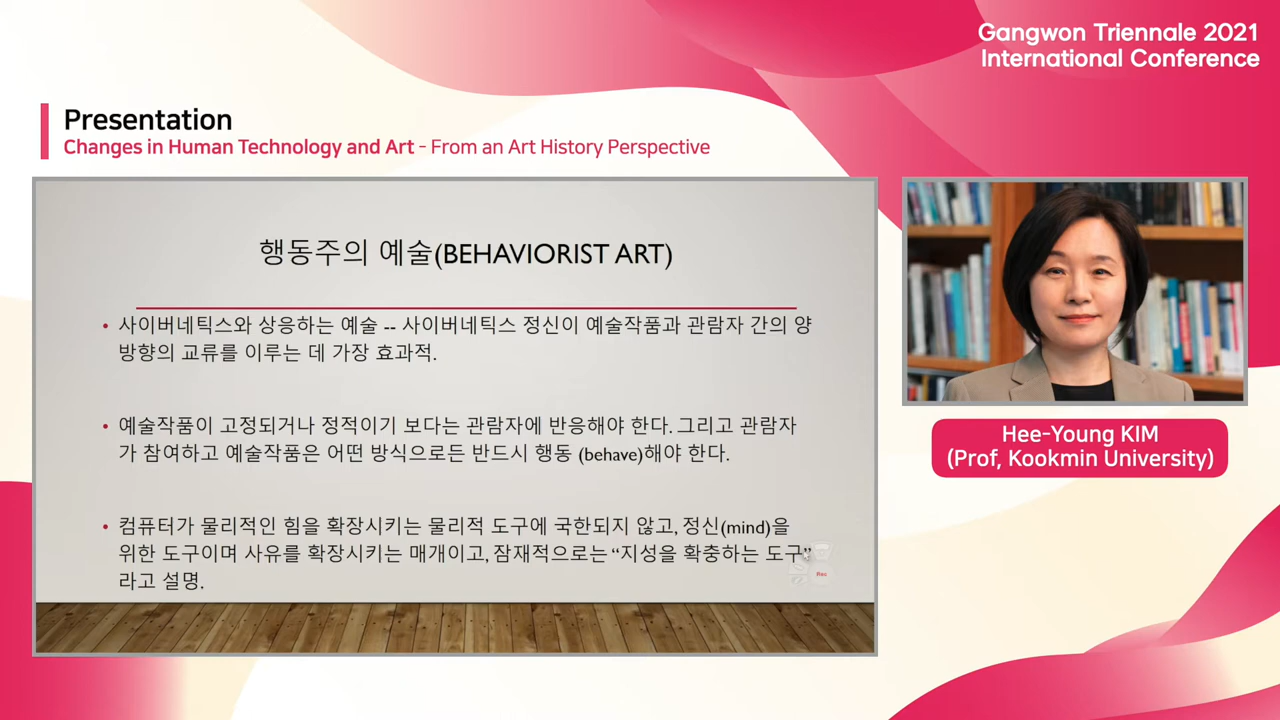 Gangwon Triennale 2021
International Conference
Presentation
Changes in Human Technology and Art - From an Art History Perspective
행동주의 예술(BEHAVIORIST ART)
• 사이버네틱스와 상응하는 예술 -- 사이버네틱스 정신이 예술작품과 관람자 간의 양
방향의 교류를 이루는 데 가장 효과적.
• 예술작품이 고정되거나 정적이기 보다는 관람자에 반응해야 한다. 그리고 관람자
가 참여하고 예술작품은 어떤 방식으로든 반드시 행동 (behave)해야 한다.
• 컴퓨터가 물리적인 힘을 확장시키는 물리적 도구에 국한되지 않고, 정신(mind)을
위한 도구이며 사유를 확장시키는 매개이고, 잠재적으로는 “지성을 확충하는 도구”
라고 설명.
Rec
Hee-Young KIM
(Prof, Kookmin University)